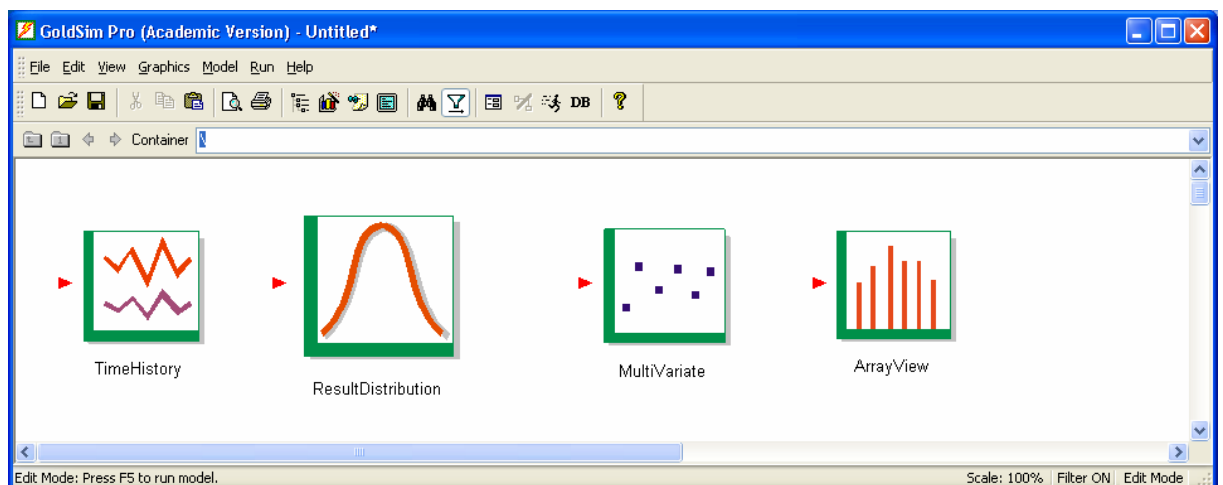 GoldSim Pro (Academic Version) - Untitled*
File Edit View Graphics Model Run Help
DB ?
Container \
TimeHistory
ResultDistribution
MultiVariate
ArrayView
Edit Mode: Press F5 to run model. Scale: 100% Filter ON Edit Mode